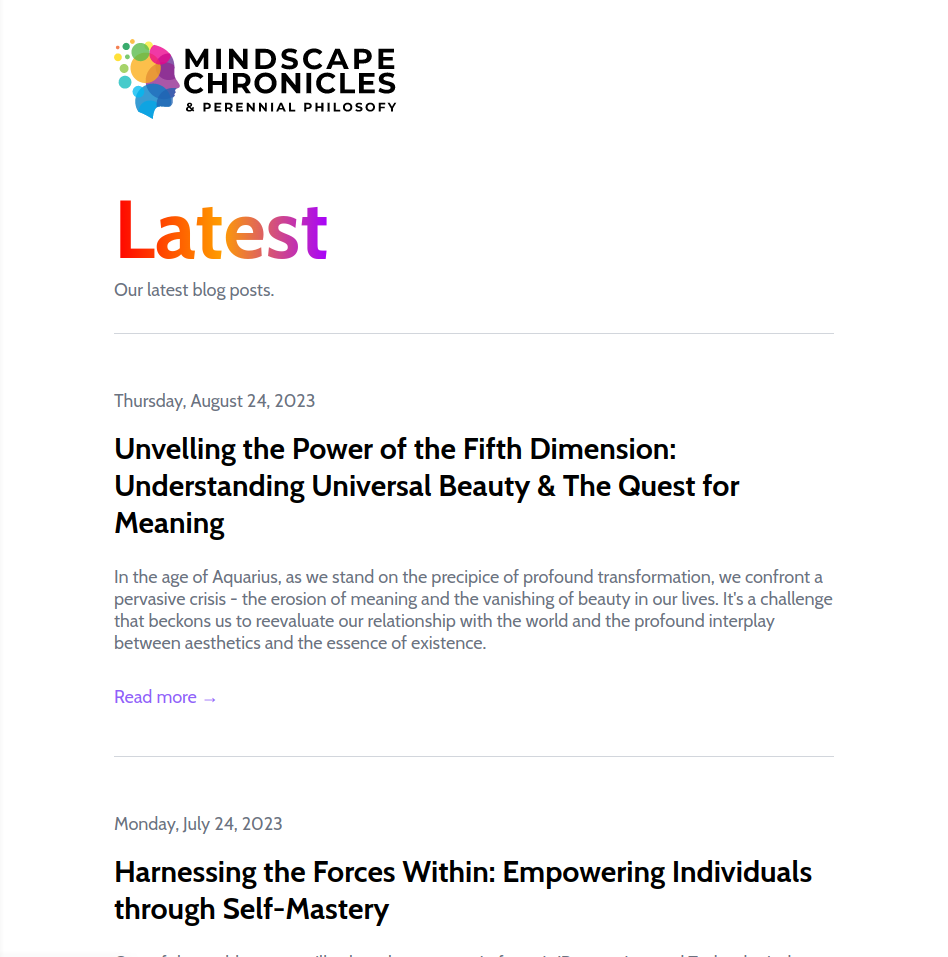 MINDSCAPE
CHRONICLES
& PERENNIAL PHILOSOFY
Latest
Our latest blog posts.
Thursday, August 24, 2023
Unvelling the Power of the Fifth Dimension:
Understanding Universal Beauty & The Quest for
Meaning
In the age of Aquarius, as we stand on the precipice of profound transformation, we confront a
pervasive crisis - the erosion of meaning and the vanishing of beauty in our lives. It's a challenge
that beckons us to reevaluate our relationship with the world and the profound interplay
between aesthetics and the essence of existence.
Read more →
Monday, July 24, 2023
Harnessing the Forces Within: Empowering Individuals
through Self-Mastery